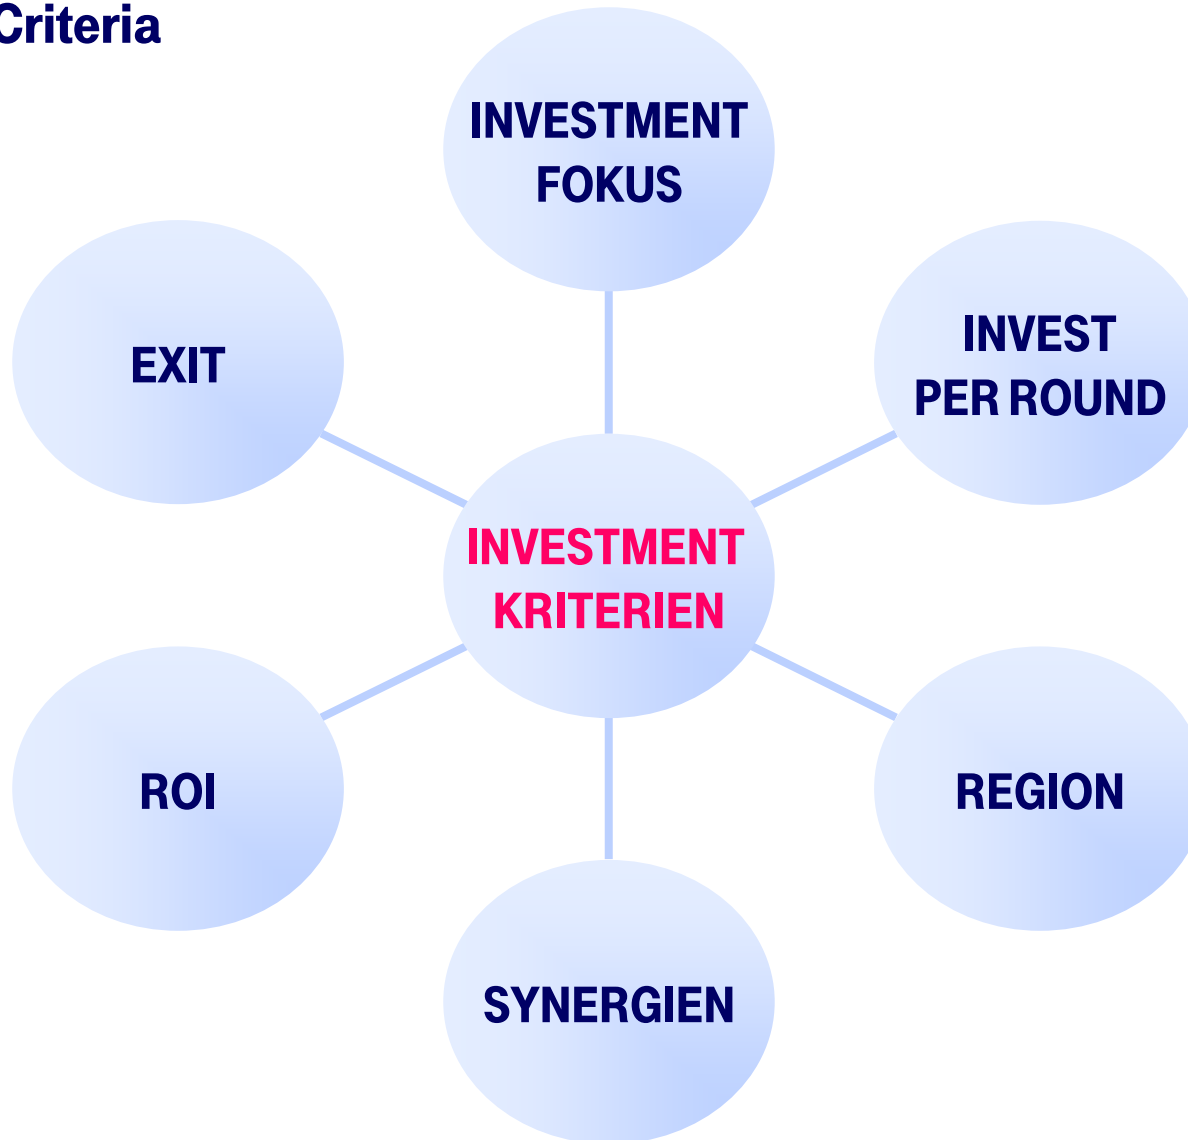 Criteria
INVESTMENT
FOKUS
EXIT
INVEST
PER ROUND
INVESTMENT
KRITERIEN
ROI
REGION
SYNERGIEN